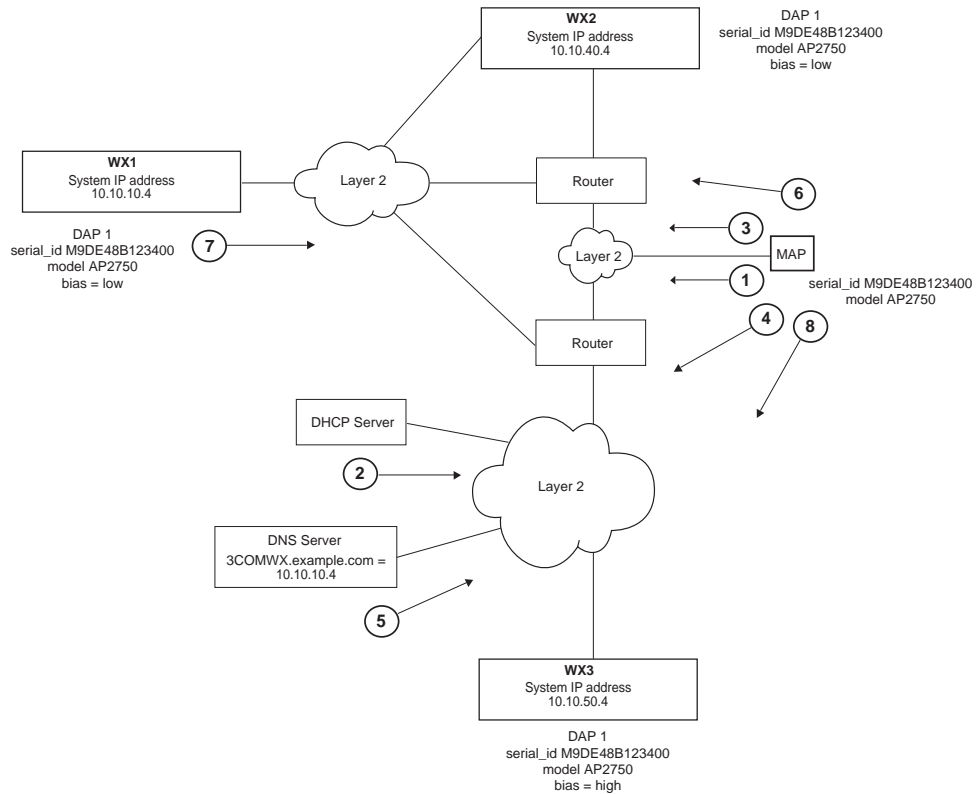 WX2
System IP address
10.10.40.4
DAP 1
serial_id M9DE48B123400
model AP2750
bias = low
WX1
System IP address
10.10.10.4
Layer 2
Router
6
DAP 1
serial_id M9DE48B123400
model AP2750
bias = low
7
3
Layer 2
MAP
1
serial_id M9DE48B123400
model AP2750
4
8
Router
DHCP Server
2
Layer 2
DNS Server
3COMWX.example.com =
10.10.10.4
5
WX3
System IP address
10.10.50.4
DAP 1
serial_id M9DE48B123400
model AP2750
bias = high